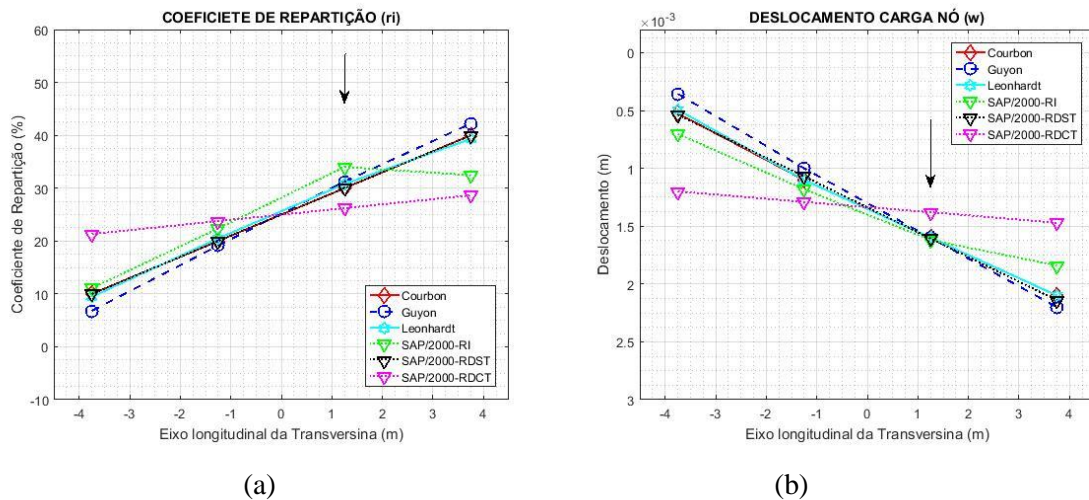 COEFICIETE DE REPARTIÇÃO (ri)
60
50
40
30
20
10
0
-10
Coeficiente de Repartição (%)
Courbon
Guyon
Leonhardt
SAP/2000-RI
SAP/2000-RDST
SAP/2000-RDCT
-4 -3 -2 -1 0 1 2 3 4
Eixo longitudinal da Transversina (m)
(a)
×10⁻³
DESLOCAMENTO CARGA NÓ (w)
0
0.5
1
1.5
2
2.5
3
Deslocamento (m)
Courbon
Guyon
Leonhardt
SAP/2000-RI
SAP/2000-RDST
SAP/2000-RDCT
-4 -3 -2 -1 0 1 2 3 4
Eixo longitudinal da Transversina (m)
(b)